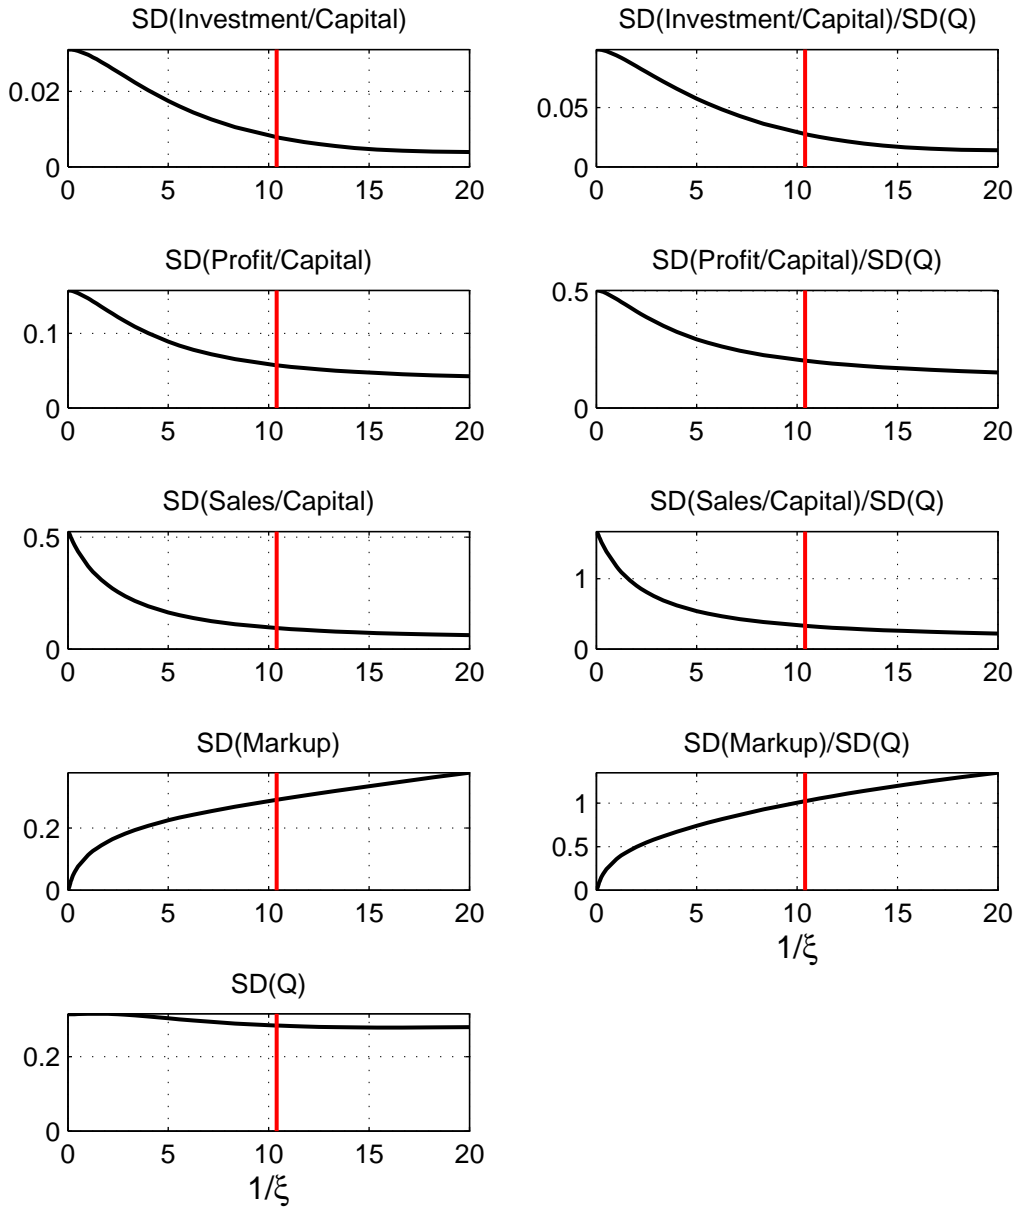 SD(Investment/Capital)
0.02
0
0 5 10 15 20
SD(Investment/Capital)/SD(Q)
0.05
0
0 5 10 15 20
SD(Profit/Capital)
0.1
0
0 5 10 15 20
SD(Profit/Capital)/SD(Q)
0.5
0
0 5 10 15 20
SD(Sales/Capital)
0.5
0
0 5 10 15 20
SD(Sales/Capital)/SD(Q)
1
0
0 5 10 15 20
SD(Markup)
0.2
0
0 5 10 15 20
SD(Markup)/SD(Q)
1
0.5
0
0 5 10 15 20
1/ξ
SD(Q)
0.2
0
0 5 10 15 20
1/ξ